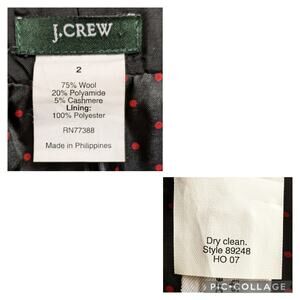 J.CREW
2
75% Wool
20% Polyamide
5% Cashmere
Lining:
100% Polyester
RN77388
Made in Philippines
Dry clean.
Style 89248
HO 07
PIC•COLLAGE